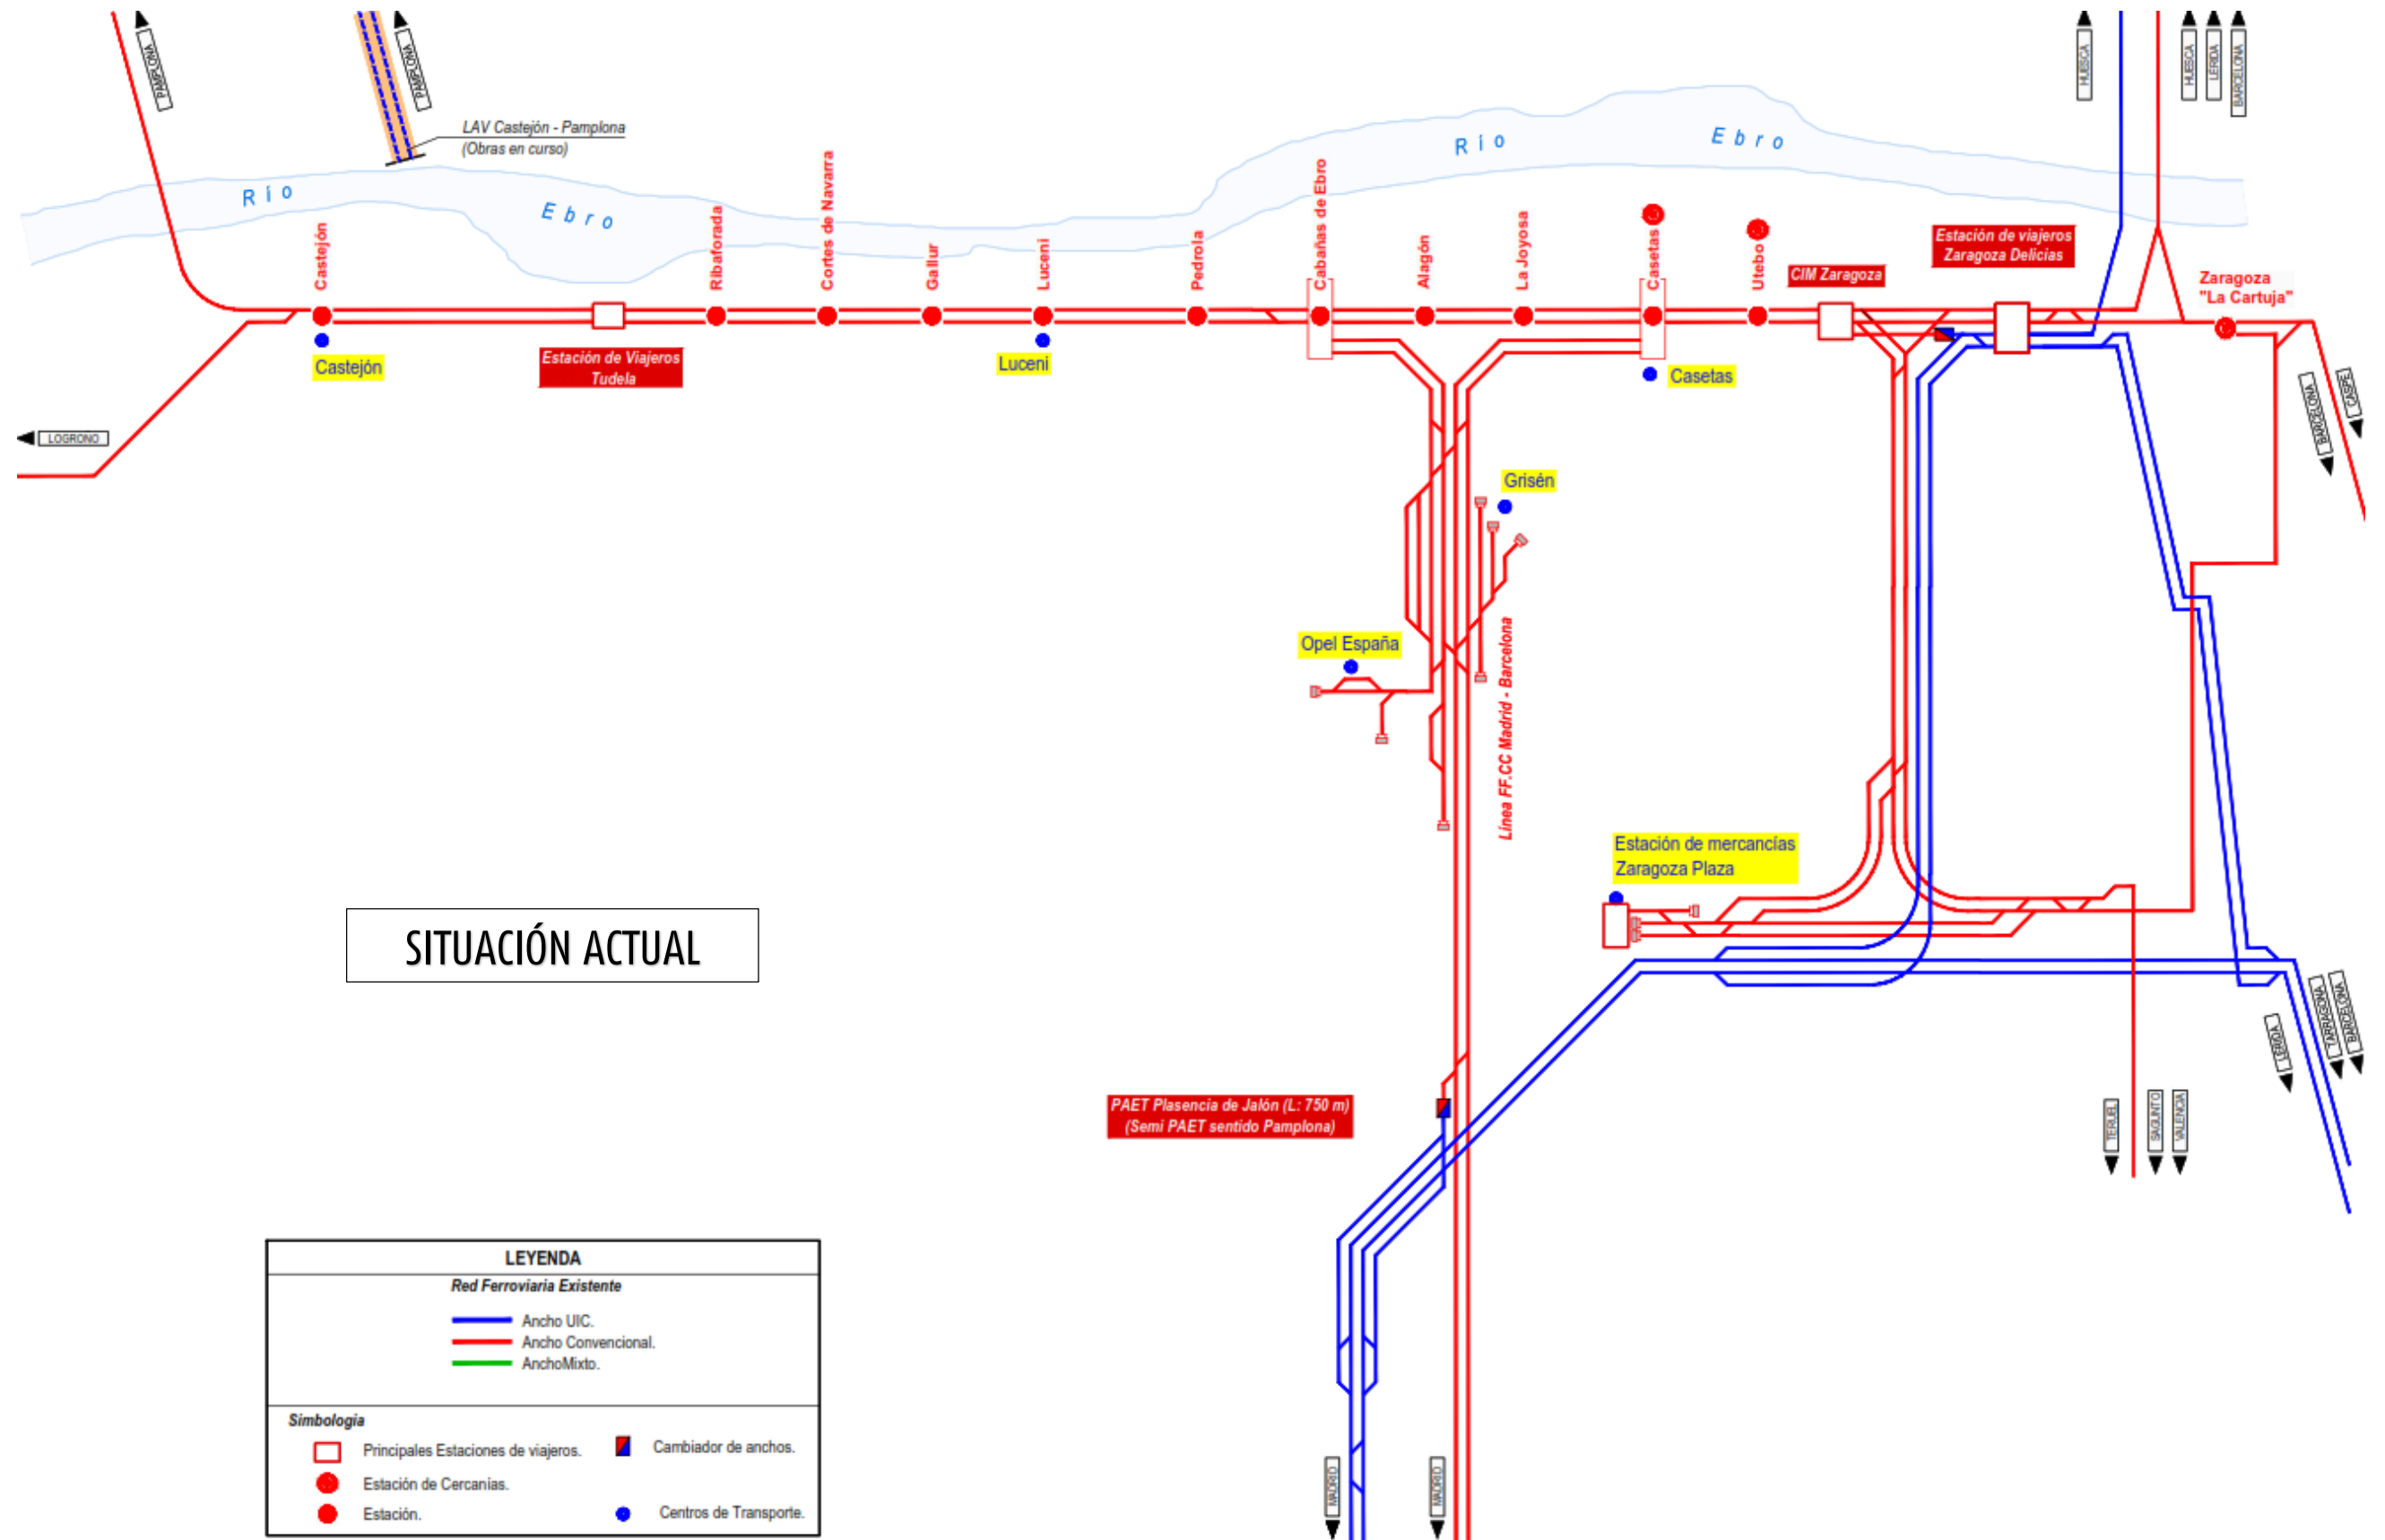 PAMPLONA
PAMPLONA
HUESCA
HUESCA
LÉRIDA
BARCELONA
LAV Castejón - Pamplona
(Obras en curso)
Río
Ebro
Río
Ebro
Castejón
Ribaforada
Cortes de Navarra
Gallur
Luceni
Pedrola
Cabañas de Ebro
Alagón
La Joyosa
Casetas
Utebo
CIM Zaragoza
Estación de viajeros
Zaragoza Delicias
Zaragoza
"La Cartuja"
Castejón
Estación de Viajeros
Tudela
Luceni
Casetas
BARCELONA
CASPE
LOGROÑO
Grisén
Opel España
Línea FF.CC Madrid - Barcelona
Estación de mercancías
Zaragoza Plaza
SITUACIÓN ACTUAL
LÉRIDA
TARRAGONA
BARCELONA
PAET Plasencia de Jalón (L: 750 m)
(Semi PAET sentido Pamplona)
TERUEL
SAGUNTO
VALENCIA
MADRID
MADRID
LEYENDA
Red Ferroviaria Existente
Ancho UIC.
Ancho Convencional.
AnchoMixto.
Simbologia
Principales Estaciones de viajeros.
Cambiador de anchos.
Estación de Cercanías.
Estación.
Centros de Transporte.